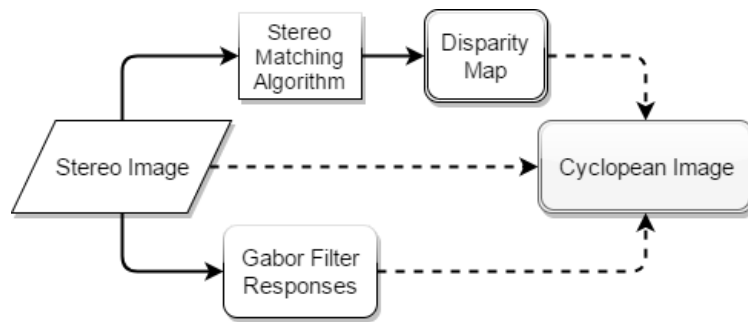 Stereo
Matching
Algorithm
Disparity
Map
Stereo Image
Cyclopean Image
Gabor Filter
Responses